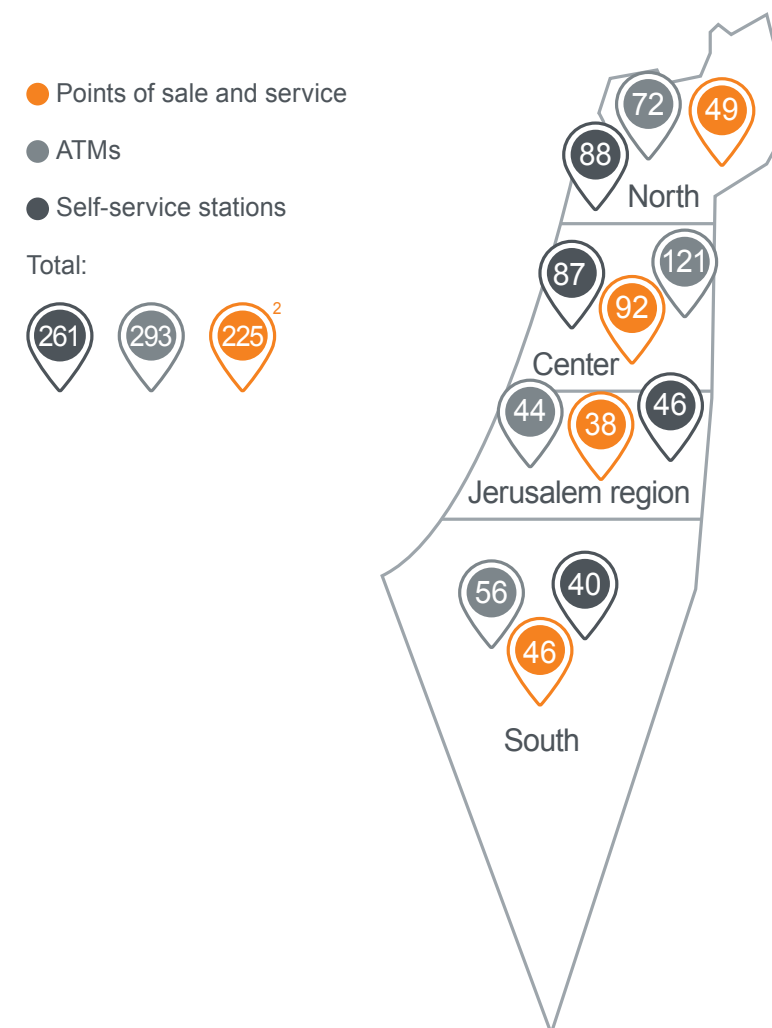 Points of sale and service
ATMs
Self-service stations
Total:
261 293 225 2
72 49
88
North
121
87
92
Center
44 38 46
Jerusalem region
56 40
46
South